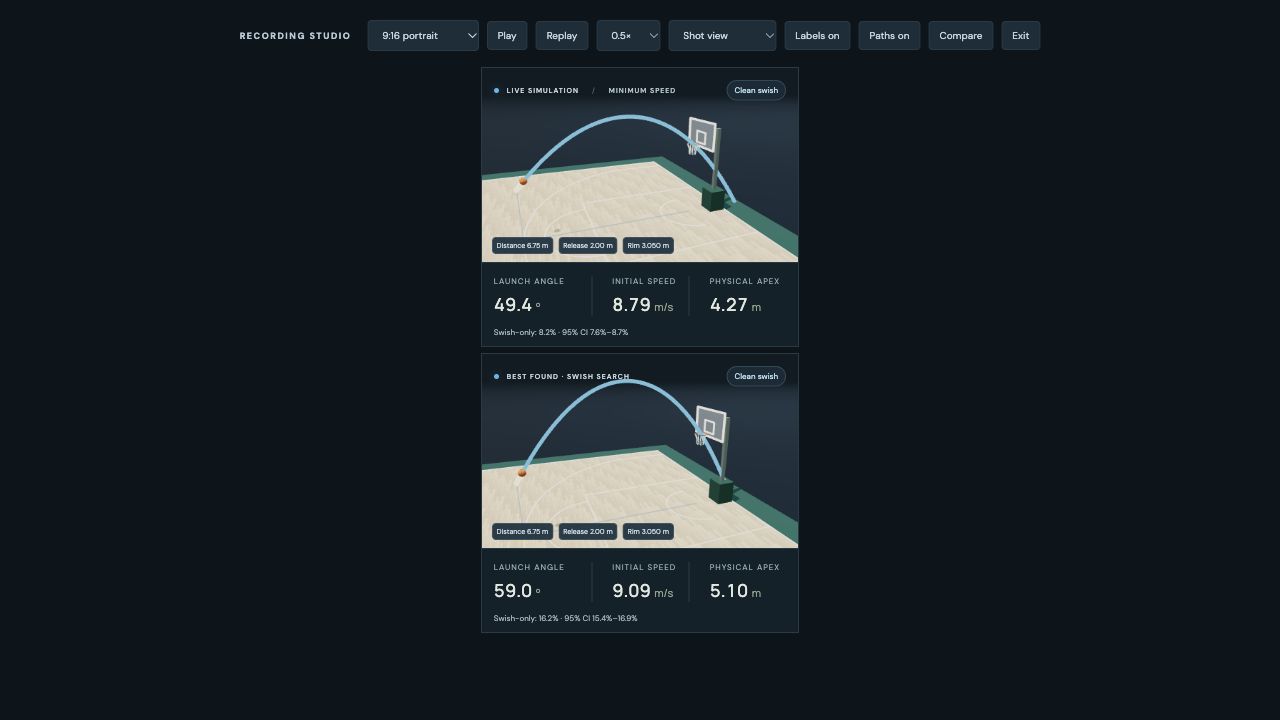 RECORDING STUDIO 9:16 portrait Play Replay 0.5× Shot view Labels on Paths on Compare Exit
LIVE SIMULATION / MINIMUM SPEED Clean swish
Distance 6.75 m Release 2.00 m Rim 3.050 m
LAUNCH ANGLE INITIAL SPEED PHYSICAL APEX
49.4 ° 8.79 m/s 4.27 m
Swish-only: 8.2% · 95% CI 7.6%–8.7%
BEST FOUND · SWISH SEARCH Clean swish
Distance 6.75 m Release 2.00 m Rim 3.050 m
LAUNCH ANGLE INITIAL SPEED PHYSICAL APEX
59.0 ° 9.09 m/s 5.10 m
Swish-only: 16.2% · 95% CI 15.4%–16.9%